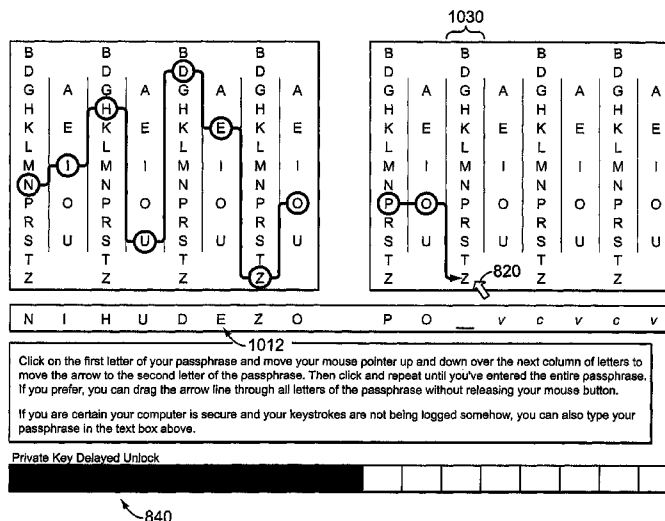 1030
B B B B B B B B
D D D D D D D D
G A G A G A G A G A G A G A G A
H H H H H H H H
K E K E K E K E K E K E K E K E
L L L L L L L L
M I M I M I M I M I M I M I M I
N N N N N N N N
P O P O P O P O P O P O P O P O
R R R R R R R R
S U S U S U S U S U S U S U S U
T T T T T T T T
Z Z Z Z Z Z Z Z
820
N I H U D E Z O P O _ v c v c v
1012
Click on the first letter of your passphrase and move your mouse pointer up and down over the next column of letters to
move the arrow to the second letter of the passphrase. Then click and repeat until you've entered the entire passphrase.
If you prefer, you can drag the arrow line through all letters of the passphrase without releasing your mouse button.
If you are certain your computer is secure and your keystrokes are not being logged somehow, you can also type your
passphrase in the text box above.
Private Key Delayed Unlock
840